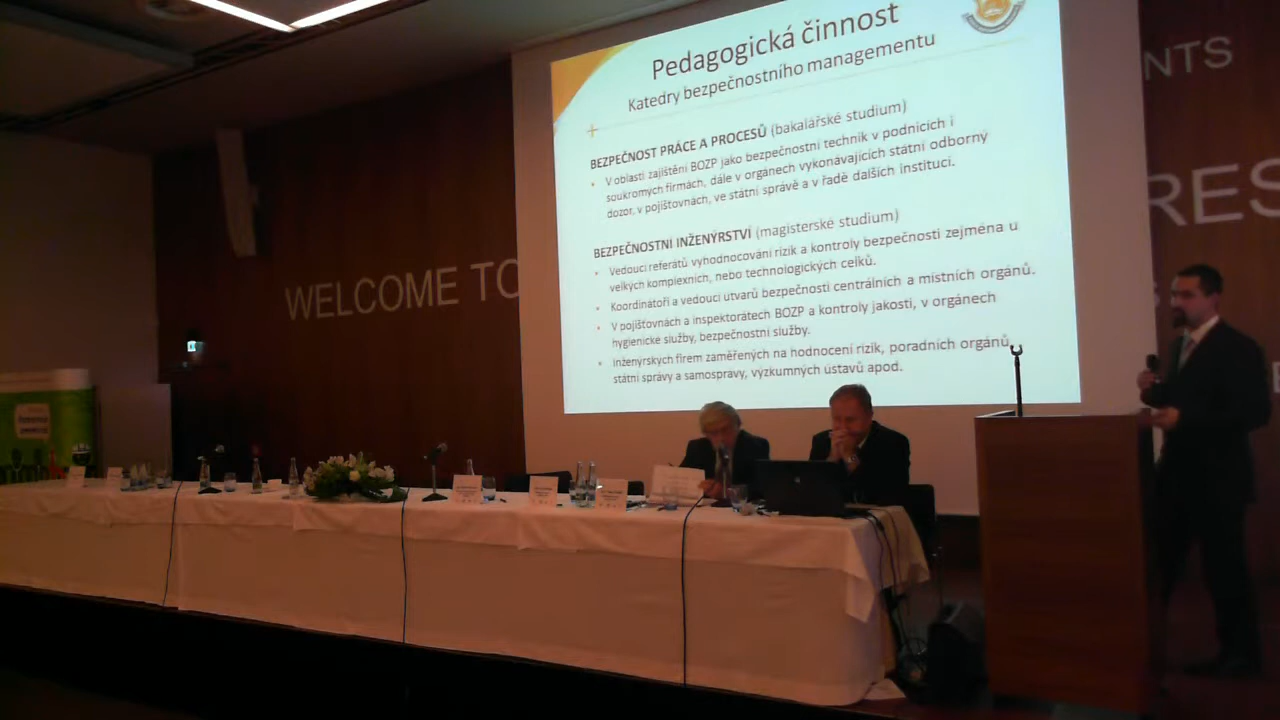 Pedagogická činnost
Katedry bezpečnostního managementu
BEZPEČNOST PRÁCE A PROCESŮ (bakalářské studium)
V oblasti zajištění BOZP jako bezpečnostní technik v podnicích i
soukromých firmách, dále v orgánech vykonávajících státní odborný
dozor, v pojišťovnách, ve státní správě a v řadě dalších institucí.
BEZPEČNOSTNÍ INŽENÝRSTVÍ (magisterské studium)
Vedoucí referátů vyhodnocování rizik a kontroly bezpečnosti zejména u
velkých komplexních, nebo technologických celků.
Koordinátoři a vedoucí útvarů bezpečnosti centrálních a místních orgánů.
V pojišťovnách a inspektorátech BOZP a kontroly jakosti, v orgánech
hygienické služby, bezpečnostní služby.
Inženýrských firem zaměřených na hodnocení rizik, poradních orgánů,
státní správy a samosprávy, výzkumných ústavů apod.
WELCOME TO
NTS
RES